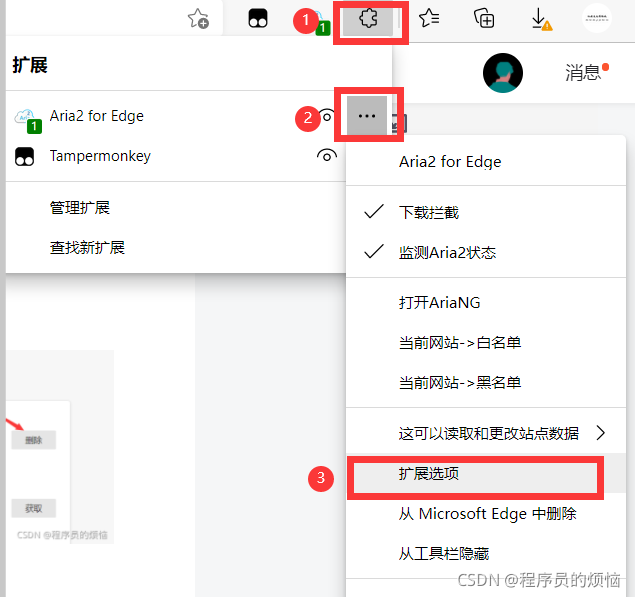 1
1
扩展
Aria2 for Edge
1
2
Tampermonkey
管理扩展
查找新扩展
消息
Aria2 for Edge
下载拦截
监测Aria2状态
打开AriaNG
当前网站->白名单
当前网站->黑名单
这可以读取和更改站点数据
3
扩展选项
从 Microsoft Edge 中删除
从工具栏隐藏
删除
获取
CSDN @程序员的烦恼
CSDN @程序员的烦恼